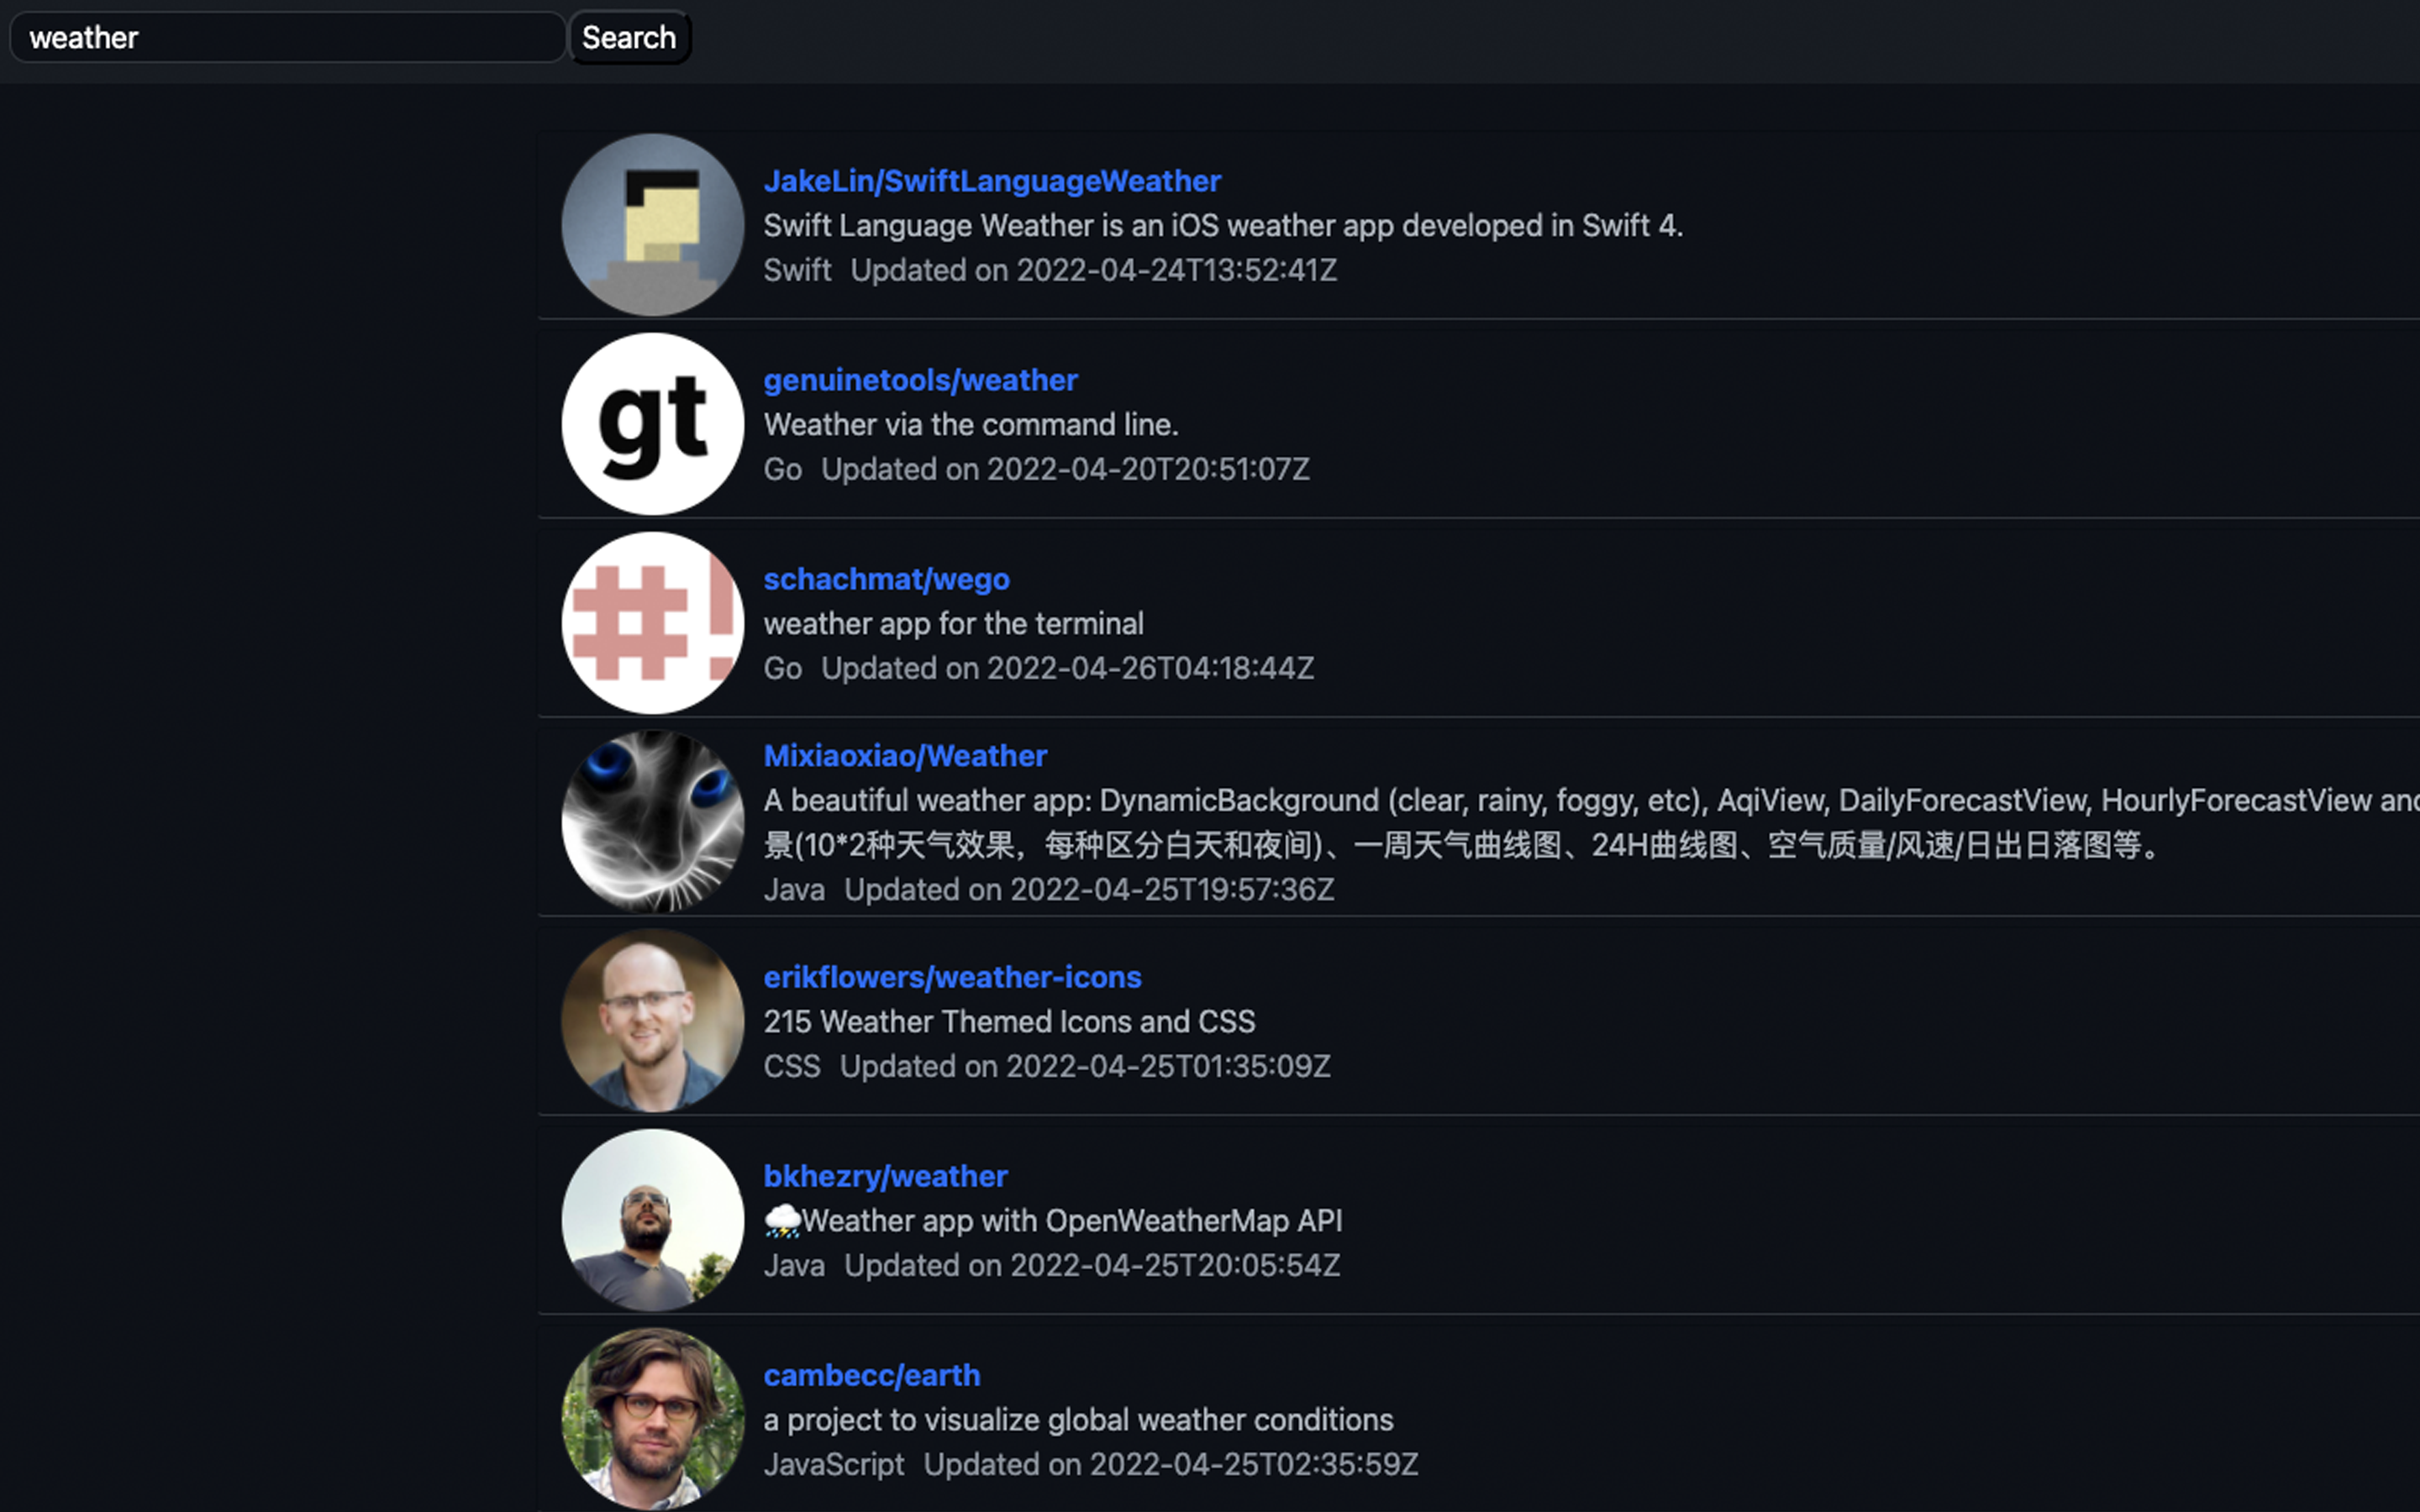 weather
Search
JakeLin/SwiftLanguageWeather
Swift Language Weather is an iOS weather app developed in Swift 4.
Swift Updated on 2022-04-24T13:52:41Z
gt
genuinetools/weather
Weather via the command line.
Go Updated on 2022-04-20T20:51:07Z
#!
schachmat/wego
weather app for the terminal
Go Updated on 2022-04-26T04:18:44Z
Mixiaoxiao/Weather
A beautiful weather app: DynamicBackground (clear, rainy, foggy, etc), AqiView, DailyForecastView, HourlyForecastView
景(10*2种天气效果，每种区分白天和夜间)、一周天气曲线图、24H曲线图、空气质量/风速/日出日落图等。
Java Updated on 2022-04-25T19:57:36Z
erikflowers/weather-icons
215 Weather Themed Icons and CSS
CSS Updated on 2022-04-25T01:35:09Z
bkhezry/weather
⛈Weather app with OpenWeatherMap API
Java Updated on 2022-04-25T20:05:54Z
cambecc/earth
a project to visualize global weather conditions
JavaScript Updated on 2022-04-25T02:35:59Z